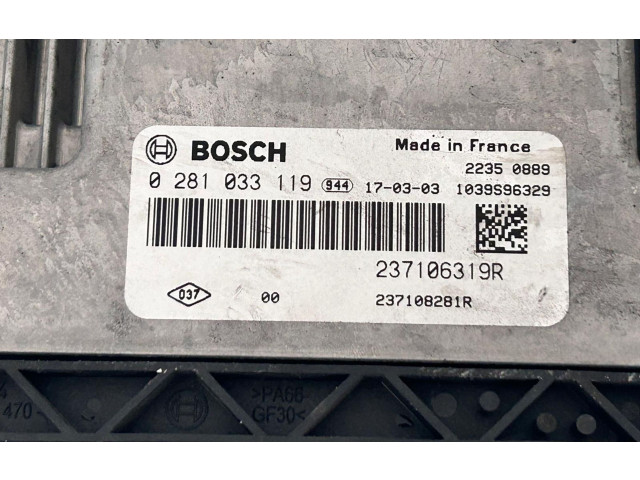 BOSCH Made in France
2235 0889
0 281 033 119 944 17-03-03 1039S96329
237106319R
037 00 237108281R
>PA66-
GF30<
470